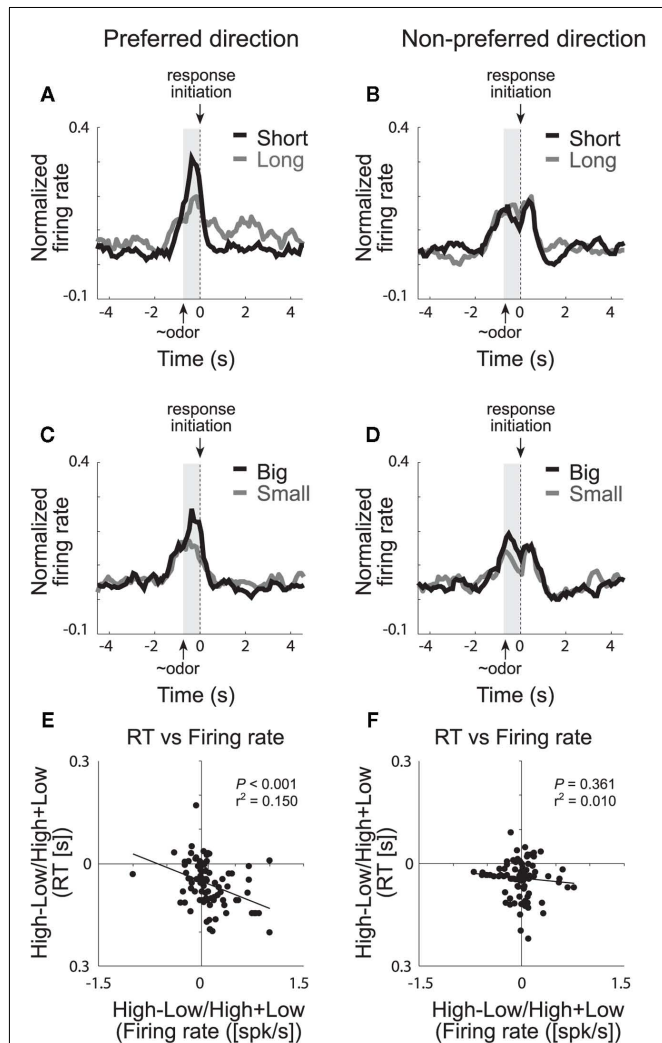 Preferred direction
Non-preferred direction
A
response
initiation
0.4
Short
Long
Normalized
firing rate
-0.1
-4 -2 0 2 4
~odor
Time (s)
B
response
initiation
0.4
Short
Long
Normalized
firing rate
-0.1
-4 -2 0 2 4
~odor
Time (s)
C
response
initiation
0.4
Big
Small
Normalized
firing rate
-0.1
-4 -2 0 2 4
~odor
Time (s)
D
response
initiation
0.4
Big
Small
Normalized
firing rate
-0.1
-4 -2 0 2 4
~odor
Time (s)
E
RT vs Firing rate
0.3
P < 0.001
r² = 0.150
High-Low/High+Low
(RT [s])
0
0.3
-1.5 0 1.5
High-Low/High+Low
(Firing rate ([spk/s])
F
RT vs Firing rate
0.3
P = 0.361
r² = 0.010
High-Low/High+Low
(RT [s])
0
0.3
-1.5 0 1.5
High-Low/High+Low
(Firing rate ([spk/s])